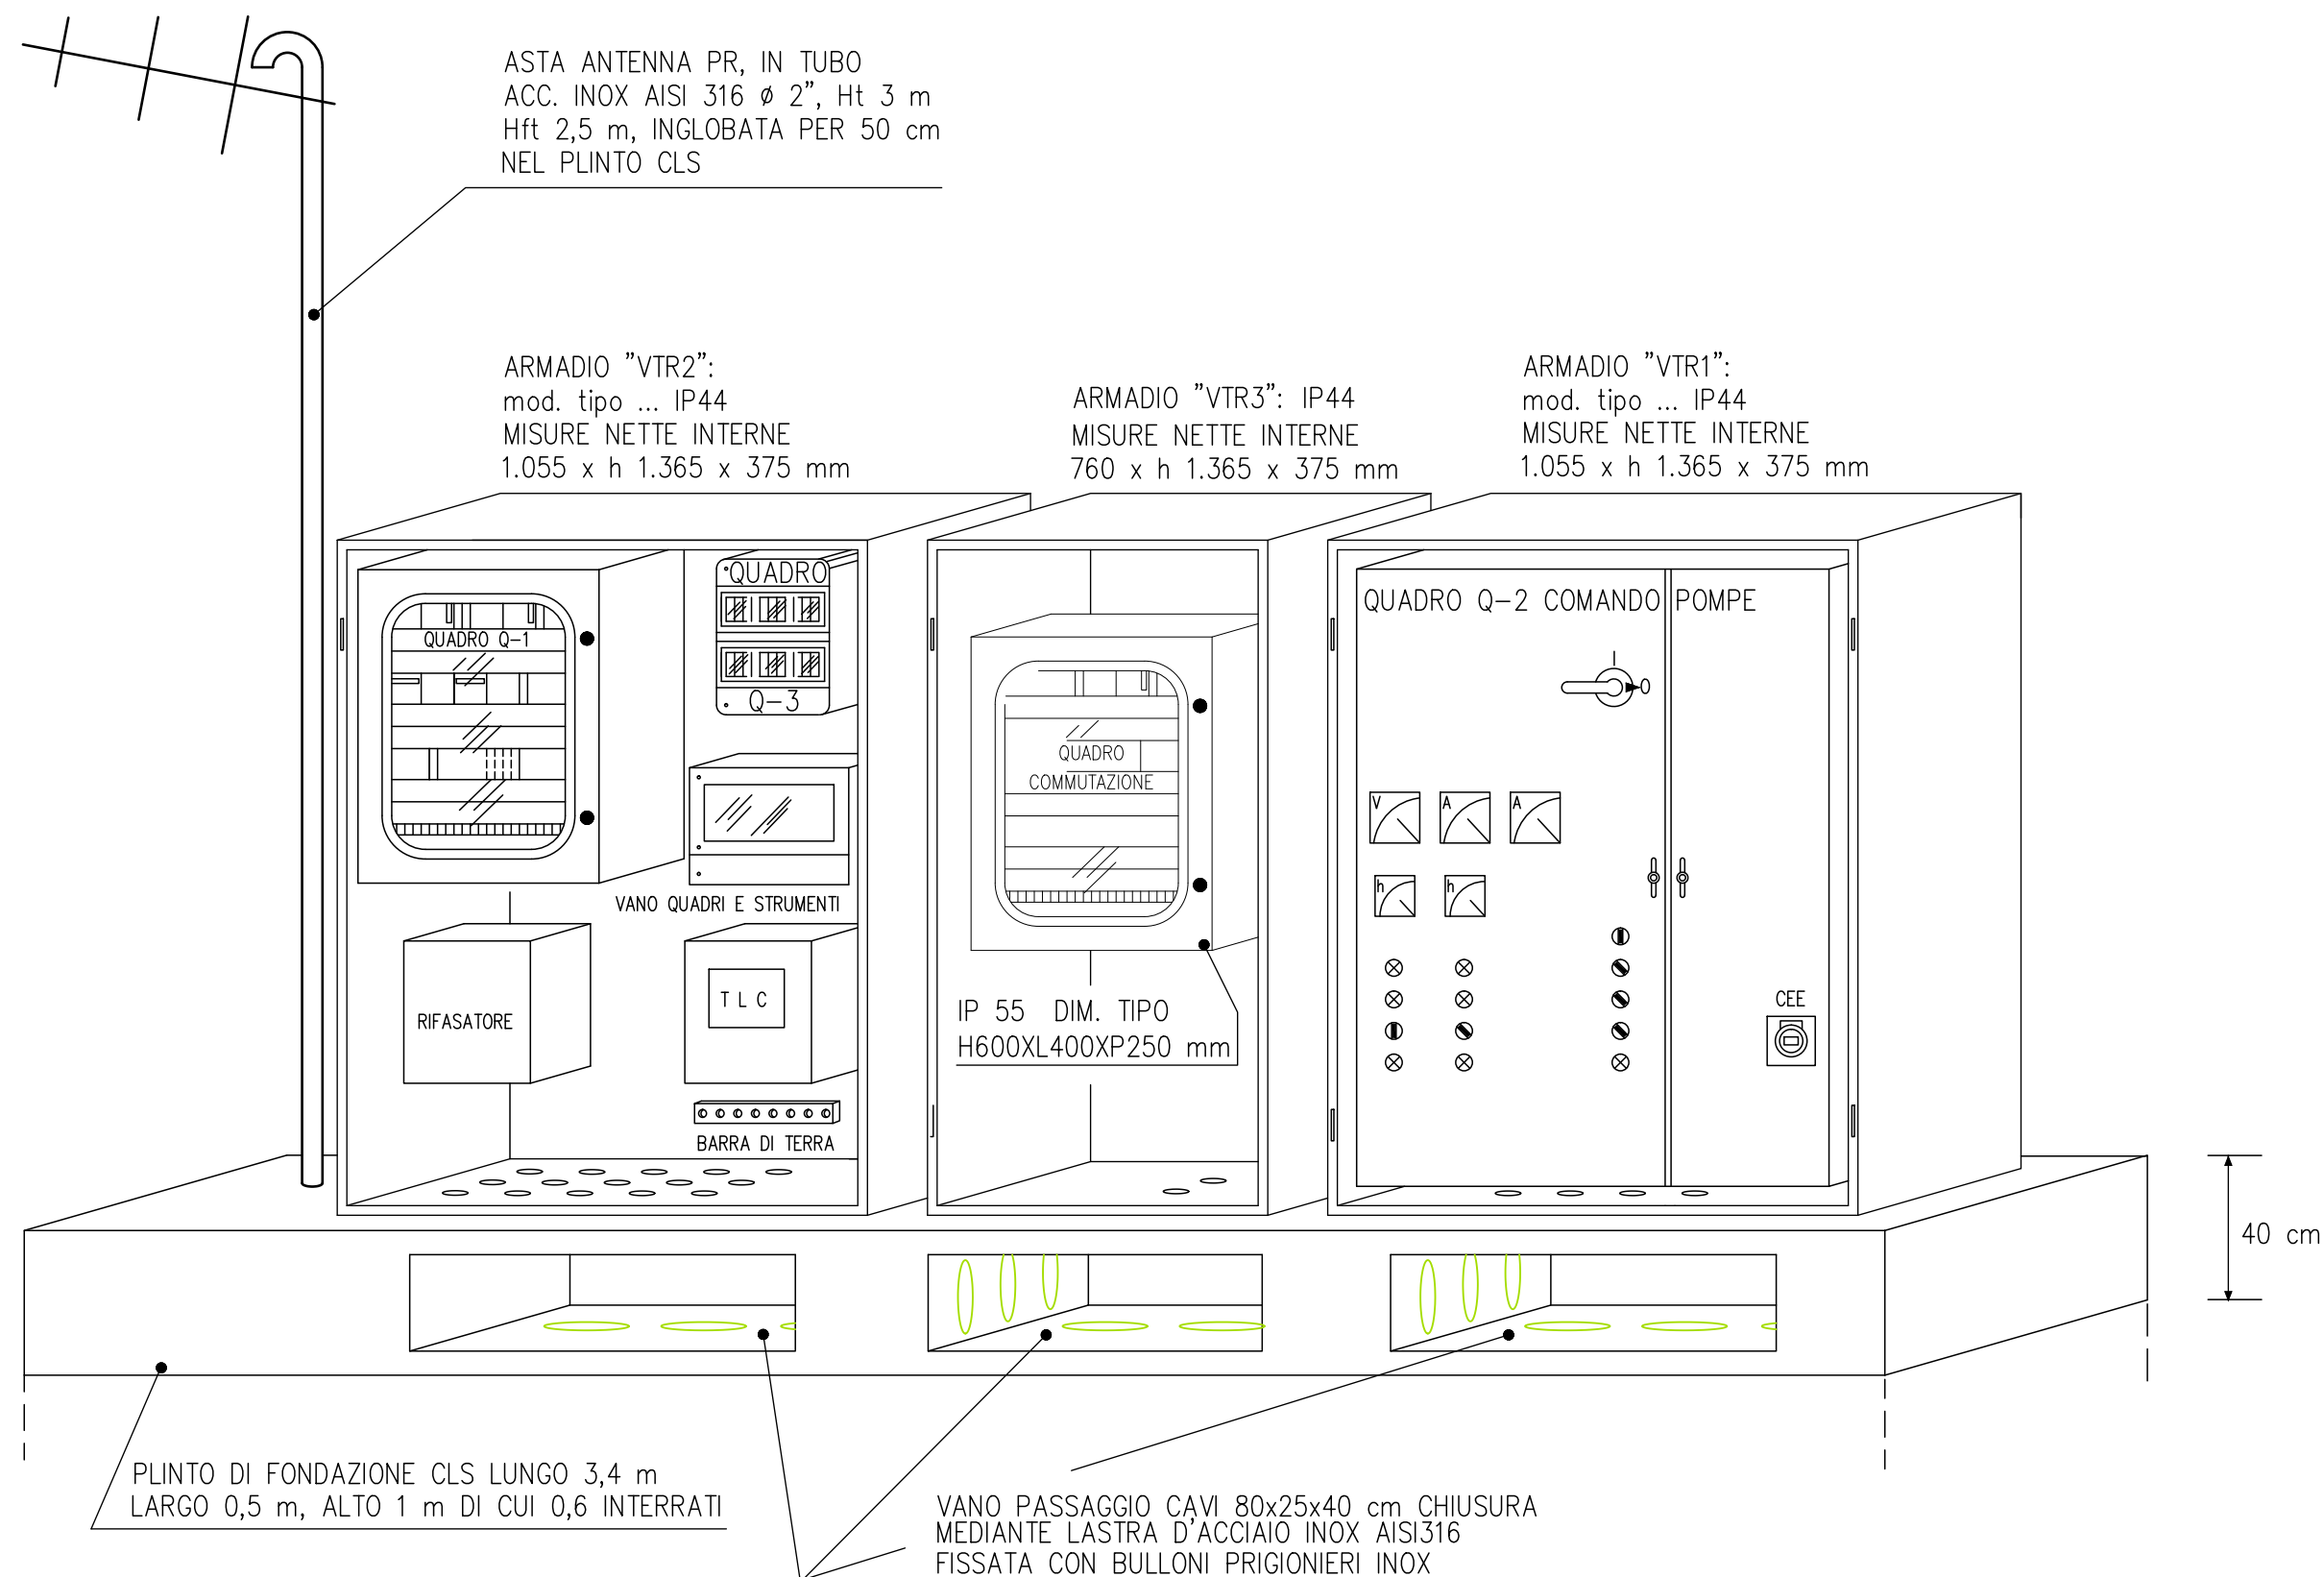 ASTA ANTENNA PR, IN TUBO
ACC. INOX AISI 316 ø 2", Ht 3 m
Hft 2,5 m, INGLOBATA PER 50 cm
NEL PLINTO CLS
ARMADIO "VTR2":
mod. tipo ... IP44
MISURE NETTE INTERNE
1.055 x h 1.365 x 375 mm
ARMADIO "VTR3": IP44
MISURE NETTE INTERNE
760 x h 1.365 x 375 mm
ARMADIO "VTR1":
mod. tipo ... IP44
MISURE NETTE INTERNE
1.055 x h 1.365 x 375 mm
QUADRO Q-1
QUADRO
Q-3
VANO QUADRI E STRUMENTI
RIFASATORE
T L C
BARRA DI TERRA
QUADRO
COMMUTAZIONE
IP 55 DIM. TIPO
H600XL400XP250 mm
QUADRO Q-2 COMANDO POMPE
I
0
V
A
A
h
h
CEE
40 cm
PLINTO DI FONDAZIONE CLS LUNGO 3,4 m
LARGO 0,5 m, ALTO 1 m DI CUI 0,6 INTERRATI
VANO PASSAGGIO CAVI 80x25x40 cm CHIUSURA
MEDIANTE LASTRA D'ACCIAIO INOX AISI316
FISSATA CON BULLONI PRIGIONIERI INOX